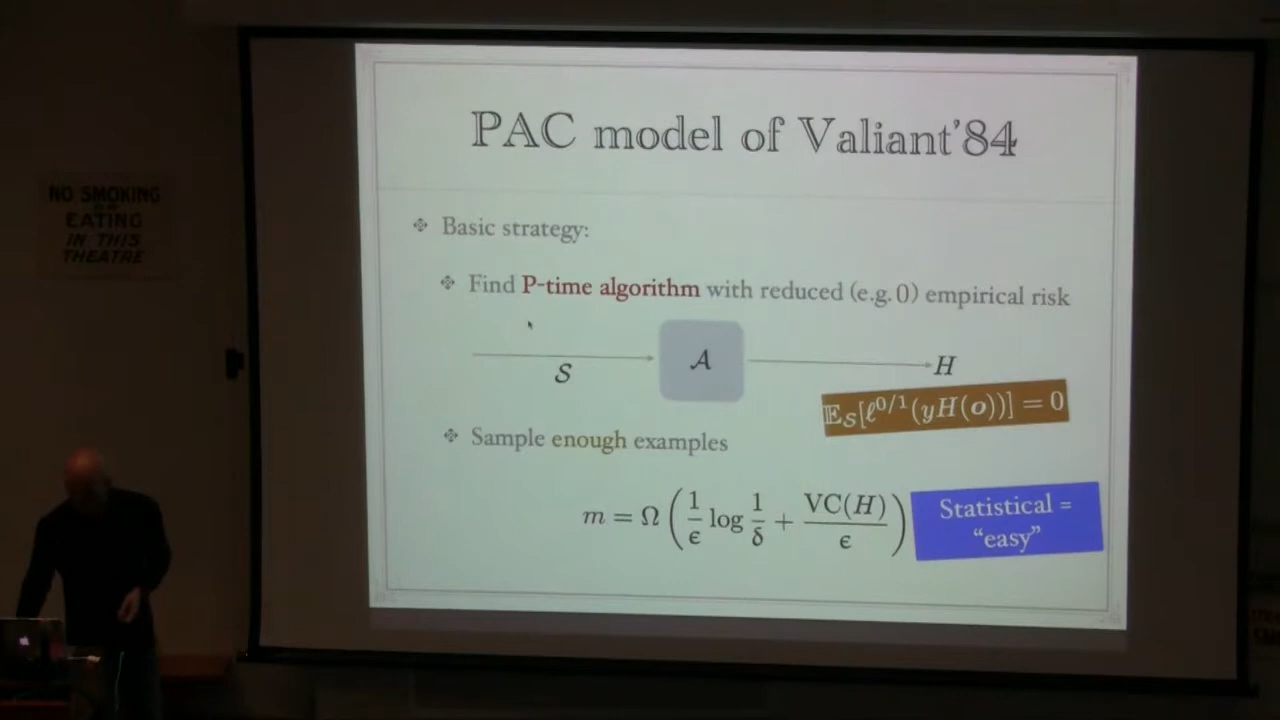 PAC model of Valiant'84
Basic strategy:
Find P-time algorithm with reduced (e.g. 0) empirical risk
S
A
H
𝔼_S[ℓ^{0/1}(yH(o))] = 0
Sample enough examples
m = Ω ( 1/ϵ log 1/δ + VC(H)/ϵ )
Statistical =
“easy”
NO SMOKING
EATING
IN THIS
THEATRE